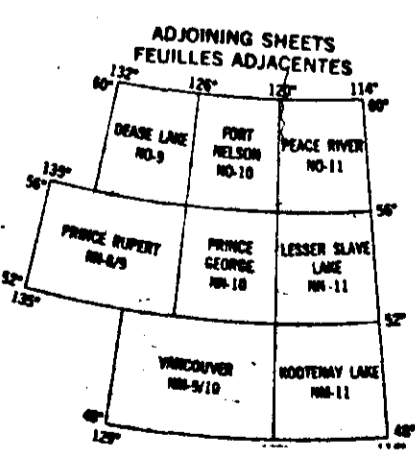 ADJOINING SHEETS
FEUILLES ADJACENTES
132° 126° 120° 114°
60° 60°
DEASE LAKE
NO-9
FORT
NELSON
NO-10
PEACE RIVER
NO-11
139°
56° 56°
PRINCE RUPERT
NN-8/9
PRINCE
GEORGE
NN-10
LESSER SLAVE
LAKE
NN-11
52° 52°
135°
VANCOUVER
NM-9/10
KOOTENAY LAKE
NM-11
48° 48°
129°